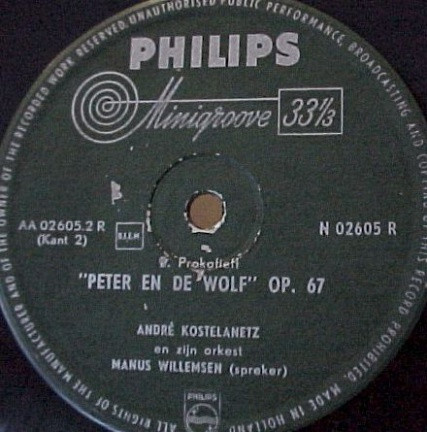 PHILIPS
Minigroove 33⅓
AA 02605.2 R
(Kant 2)
N 02605 R
Prokofieff
"PETER EN DE WOLF" OP. 67
ANDRÉ KOSTELANETZ
en zijn orkest
MANUS WILLEMSEN (spreker)
PHILIPS
ALL RIGHTS OF THE MANUFACTURER AND OF THE OWNER OF THE RECORDED WORK RESERVED UNAUTHORISED PUBLIC PERFORMANCE BROADCASTING AND COPYING OF THIS RECORD PROHIBITED. MADE IN HOLLAND